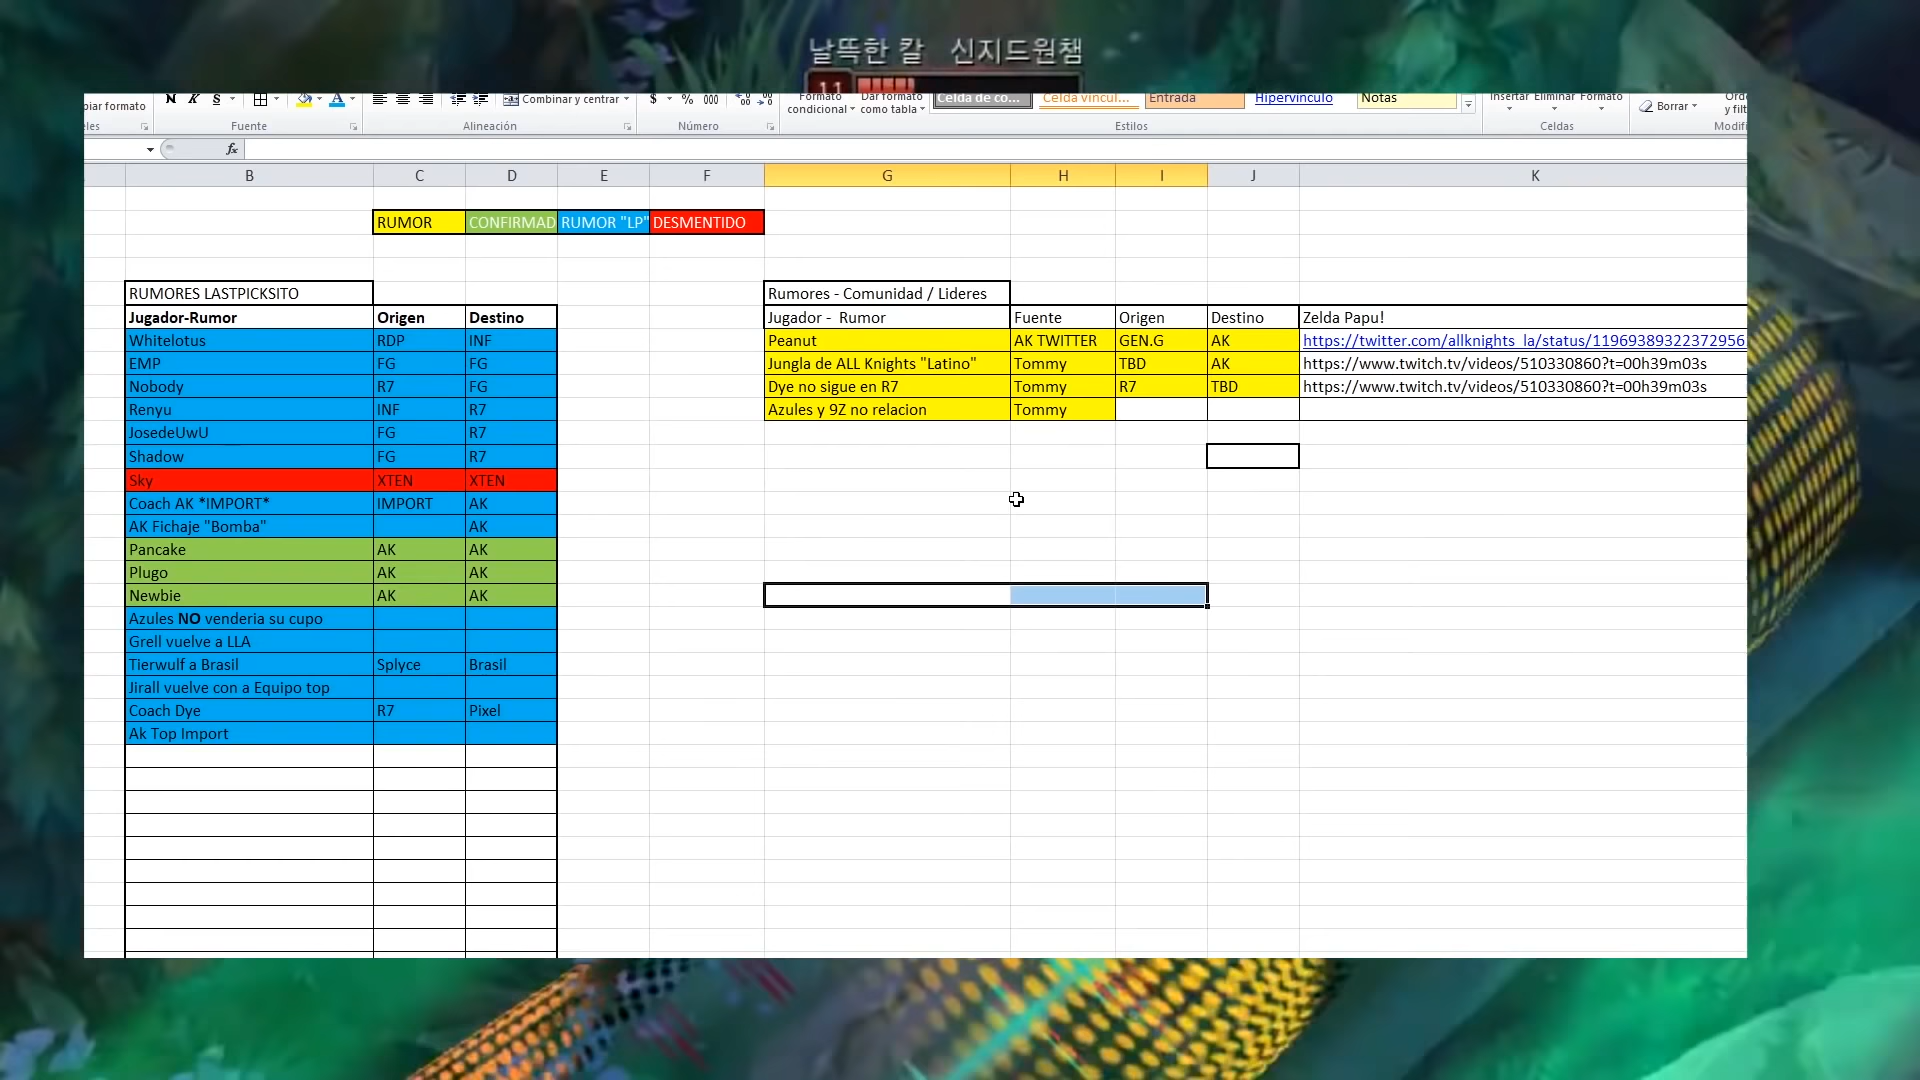 날뚝한 칼 신지드원챔
11
piar formato N K S Combinar y centrar $ % 000 Formato condicional Dar formato como tabla Celda de co... Celda vincul... Entrada Hipervínculo Notas Insertar Eliminar Formato Borrar y filt
Fuente Alineación Número Estilos Celdas Modifi
fx
B C D E F G H I J K
RUMOR CONFIRMAD RUMOR "LP" DESMENTIDO
RUMORES LASTPICKSITO Rumores - Comunidad / Lideres
Jugador-Rumor Origen Destino Jugador - Rumor Fuente Origen Destino Zelda Papu!
Whitelotus RDP INF Peanut AK TWITTER GEN.G AK https://twitter.com/allknights_la/status/11969389322372956
EMP FG FG Jungla de ALL Knights "Latino" Tommy TBD AK https://www.twitch.tv/videos/510330860?t=00h39m03s
Nobody R7 FG Dye no sigue en R7 Tommy R7 TBD https://www.twitch.tv/videos/510330860?t=00h39m03s
Renyu INF R7 Azules y 9Z no relacion Tommy
JosedeUwU FG R7
Shadow FG R7
Sky XTEN XTEN
Coach AK *IMPORT* IMPORT AK
AK Fichaje "Bomba" AK
Pancake AK AK
Plugo AK AK
Newbie AK AK
Azules NO venderia su cupo
Grell vuelve a LLA
Tierwulf a Brasil Splyce Brasil
Jirall vuelve con a Equipo top
Coach Dye R7 Pixel
Ak Top Import